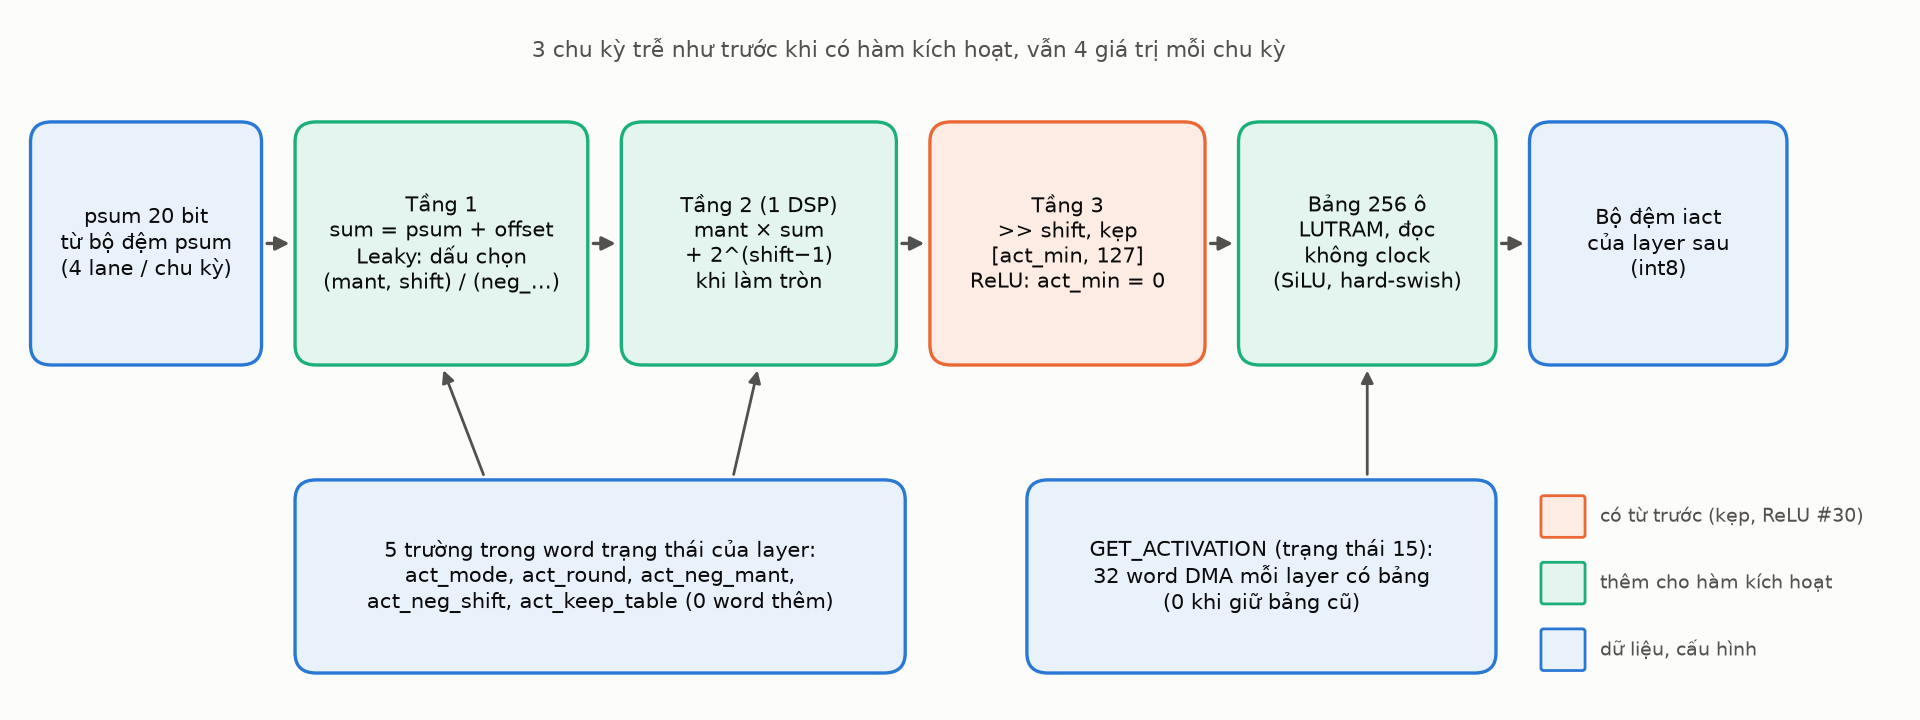 3 chu kỳ trễ như trước khi có hàm kích hoạt, vẫn 4 giá trị mỗi chu kỳ
psum 20 bit
từ bộ đệm psum
(4 lane / chu kỳ)
Tầng 1
sum = psum + offset
Leaky: dấu chọn
(mant, shift) / (neg_...)
Tầng 2 (1 DSP)
mant × sum
+ 2^(shift−1)
khi làm tròn
Tầng 3
>> shift, kẹp
[act_min, 127]
ReLU: act_min = 0
Bảng 256 ô
LUTRAM, đọc
không clock
(SiLU, hard-swish)
Bộ đệm iact
của layer sau
(int8)
5 trường trong word trạng thái của layer:
act_mode, act_round, act_neg_mant,
act_neg_shift, act_keep_table (0 word thêm)
GET_ACTIVATION (trạng thái 15):
32 word DMA mỗi layer có bảng
(0 khi giữ bảng cũ)
có từ trước (kẹp, ReLU #30)
thêm cho hàm kích hoạt
dữ liệu, cấu hình